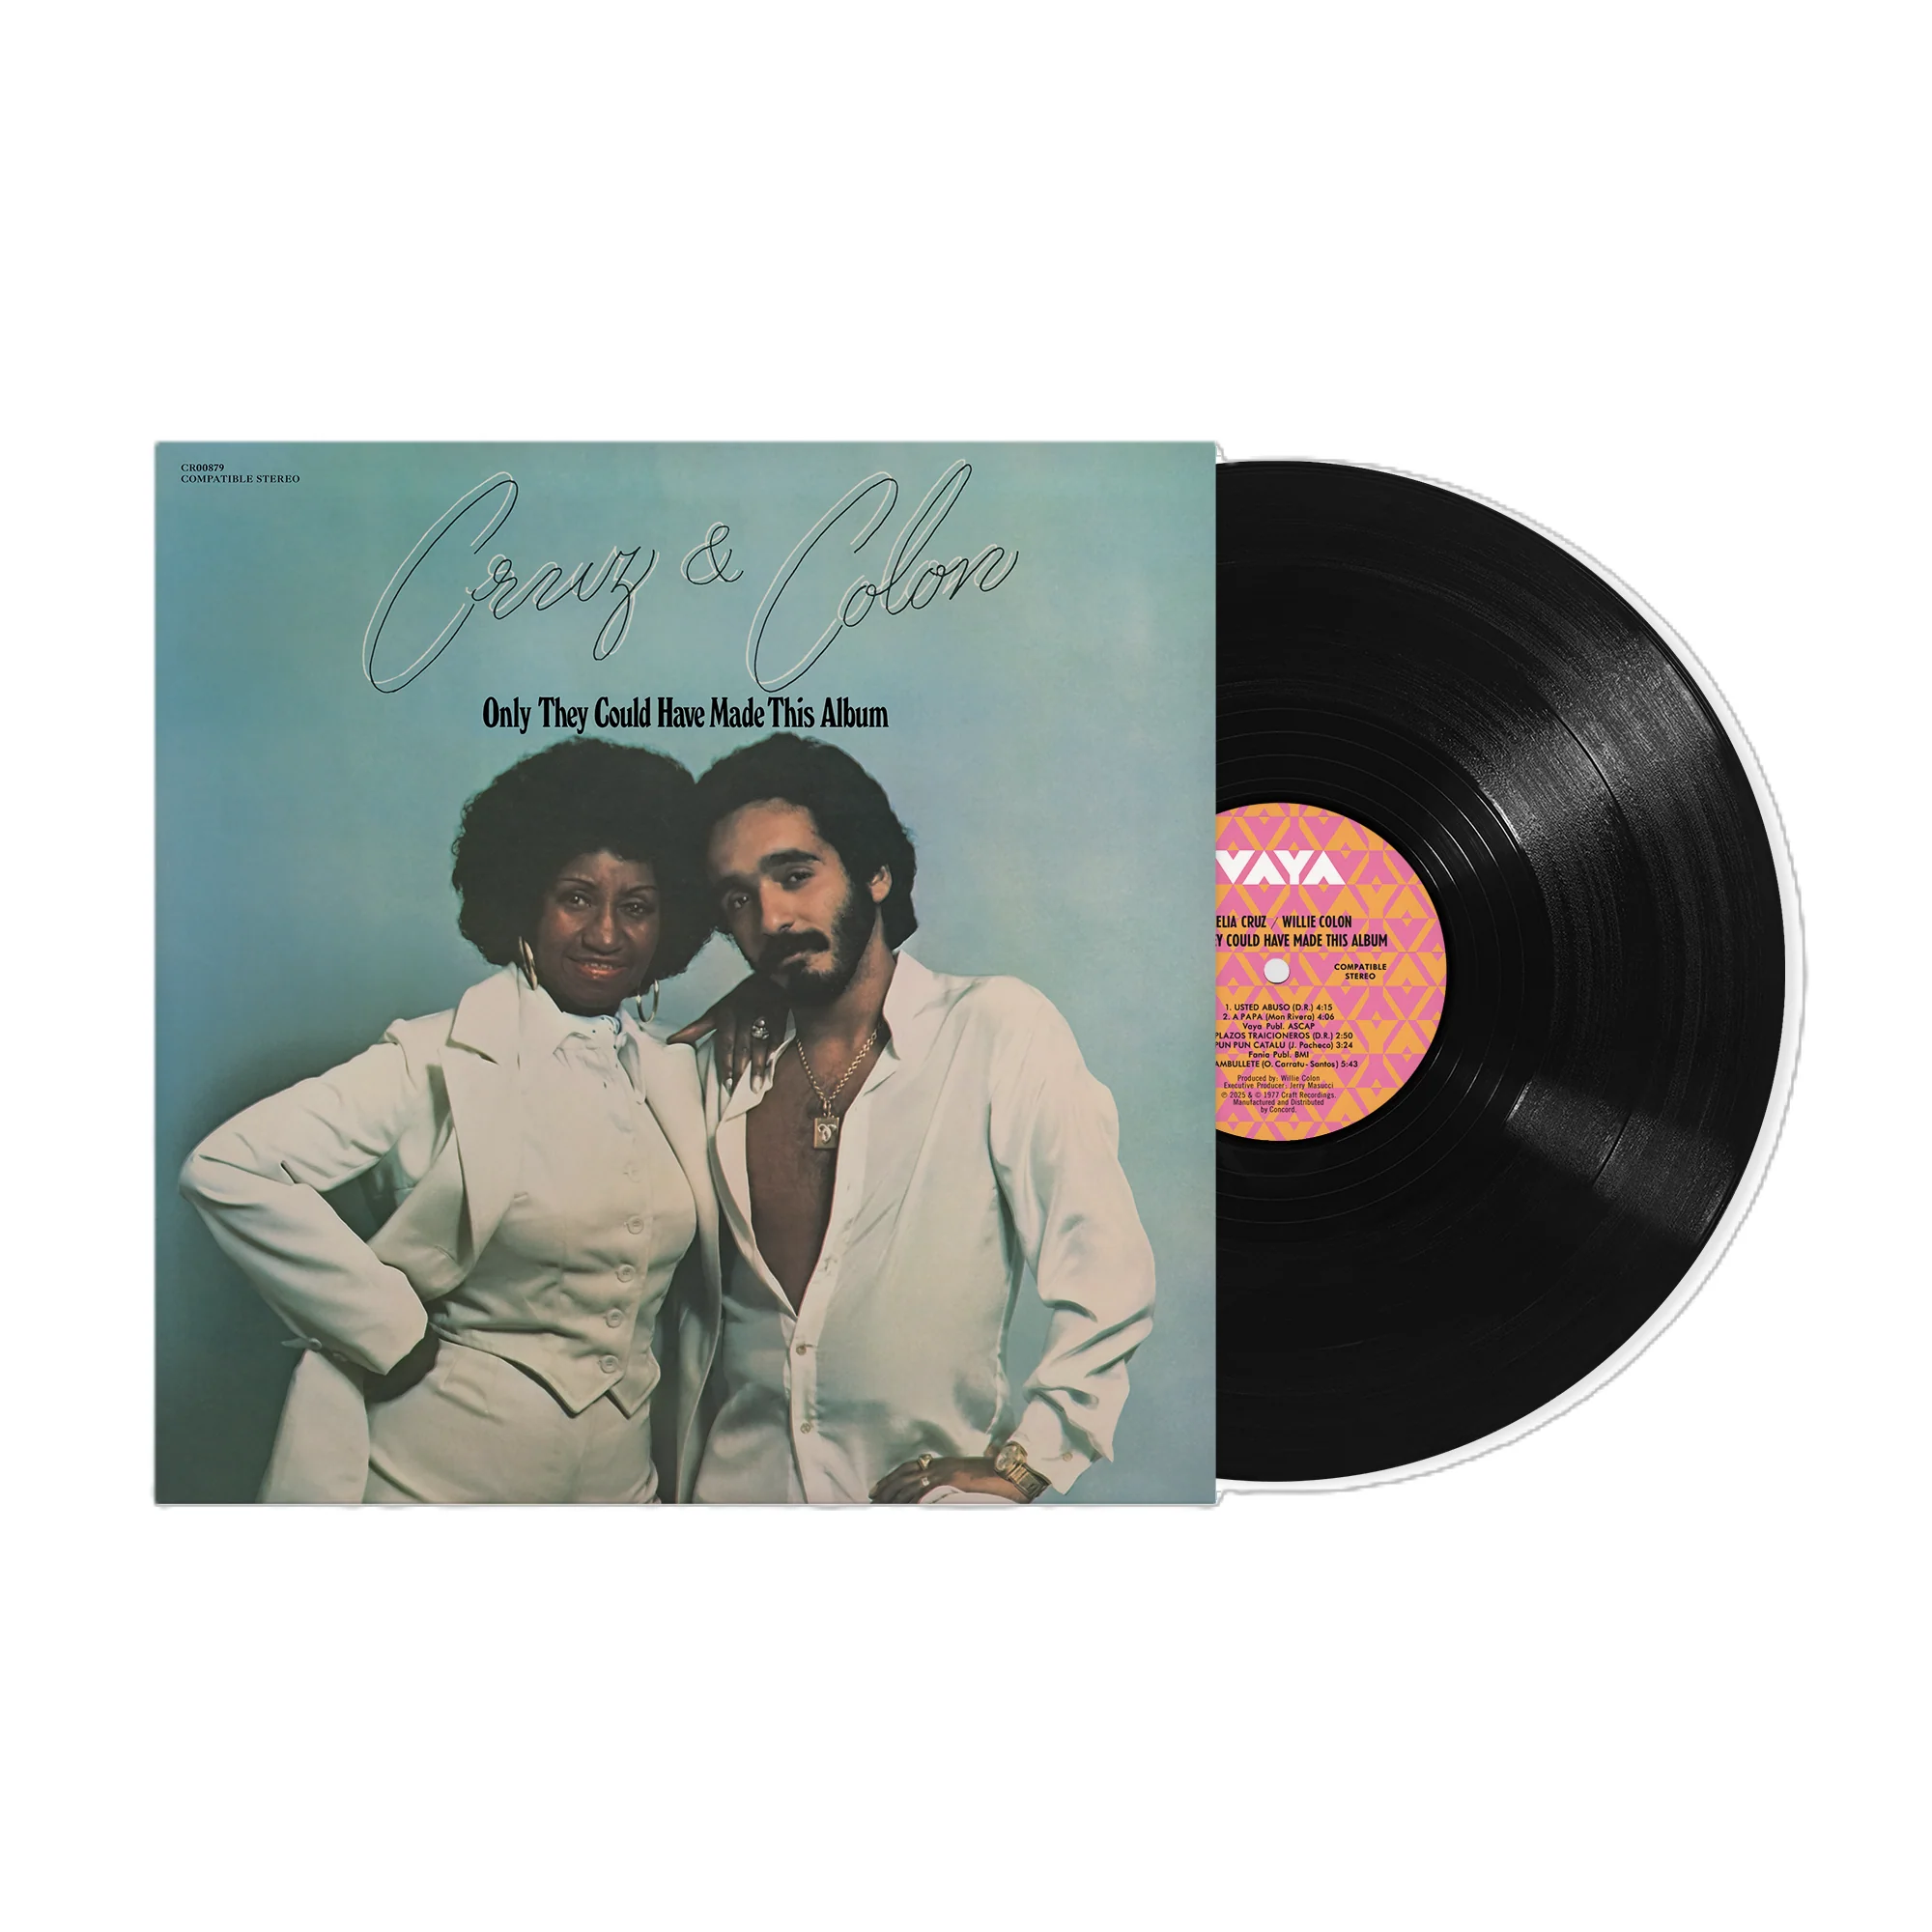 CR00879
COMPATIBLE STEREO
Cruz & Colon
Only They Could Have Made This Album
VAYA
ELIA CRUZ / WILLIE COLON
Y COULD HAVE MADE THIS ALBUM
COMPATIBLE
STEREO
1. USTED ABUSO (D.R.) 4:15
2. A PAPA (Mon Rivera) 4:06
Vaya Publ. ASCAP
PLAZOS TRAICIONEROS (D.R.) 2:50
PUN PUN CATALU (J. Pacheco) 3:24
Fania Publ. BMI
AMBULLETE (O. Carratu-Santos) 5:43
Produced by: Willie Colon
Executive Producer: Jerry Masucci
℗ 2025 & © 1977 Craft Recordings.
Manufactured and Distributed
by Concord.